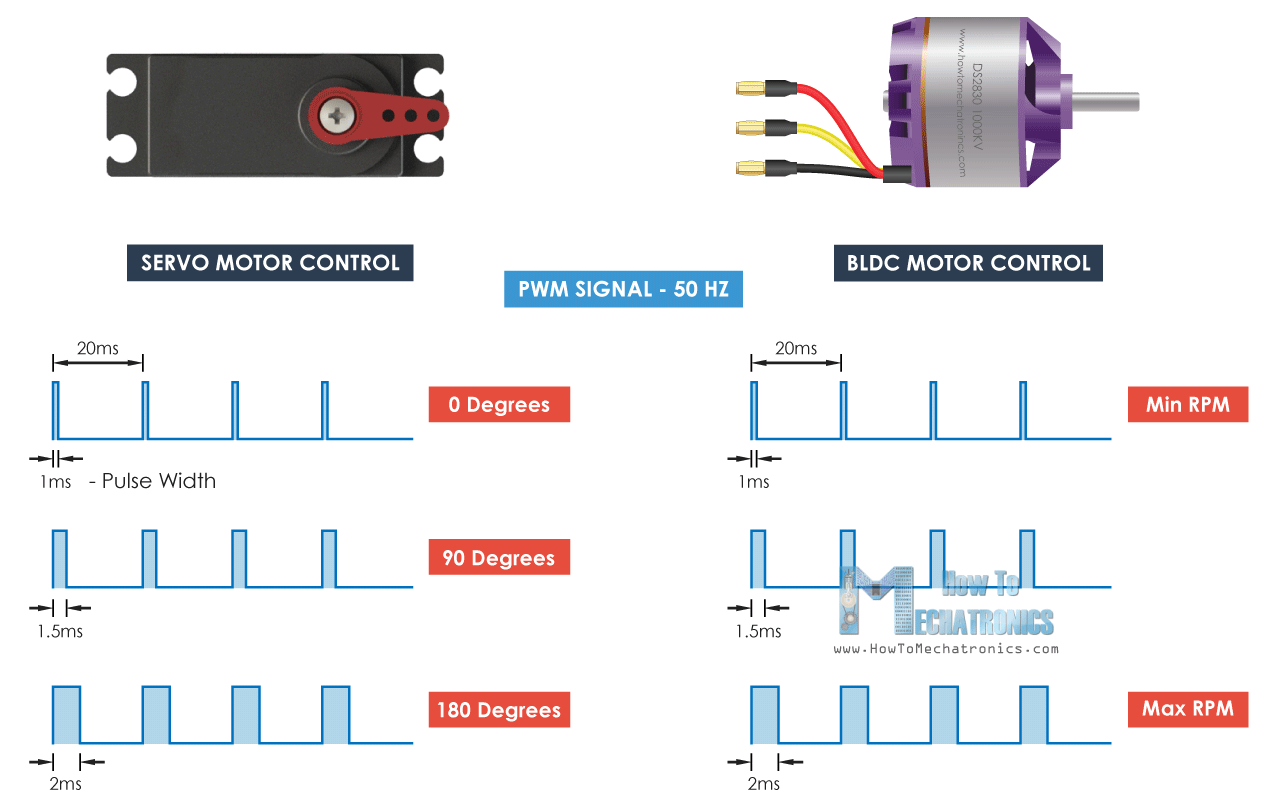 www.howtomechatronincs.com
DS2830 1000KV
SERVO MOTOR CONTROL
BLDC MOTOR CONTROL
PWM SIGNAL - 50 HZ
20ms
20ms
0 Degrees
Min RPM
1ms - Pulse Width
1ms
90 Degrees
1.5ms
1.5ms
How To
MECHATRONICS
www.HowToMechatronics.com
180 Degrees
Max RPM
2ms
2ms